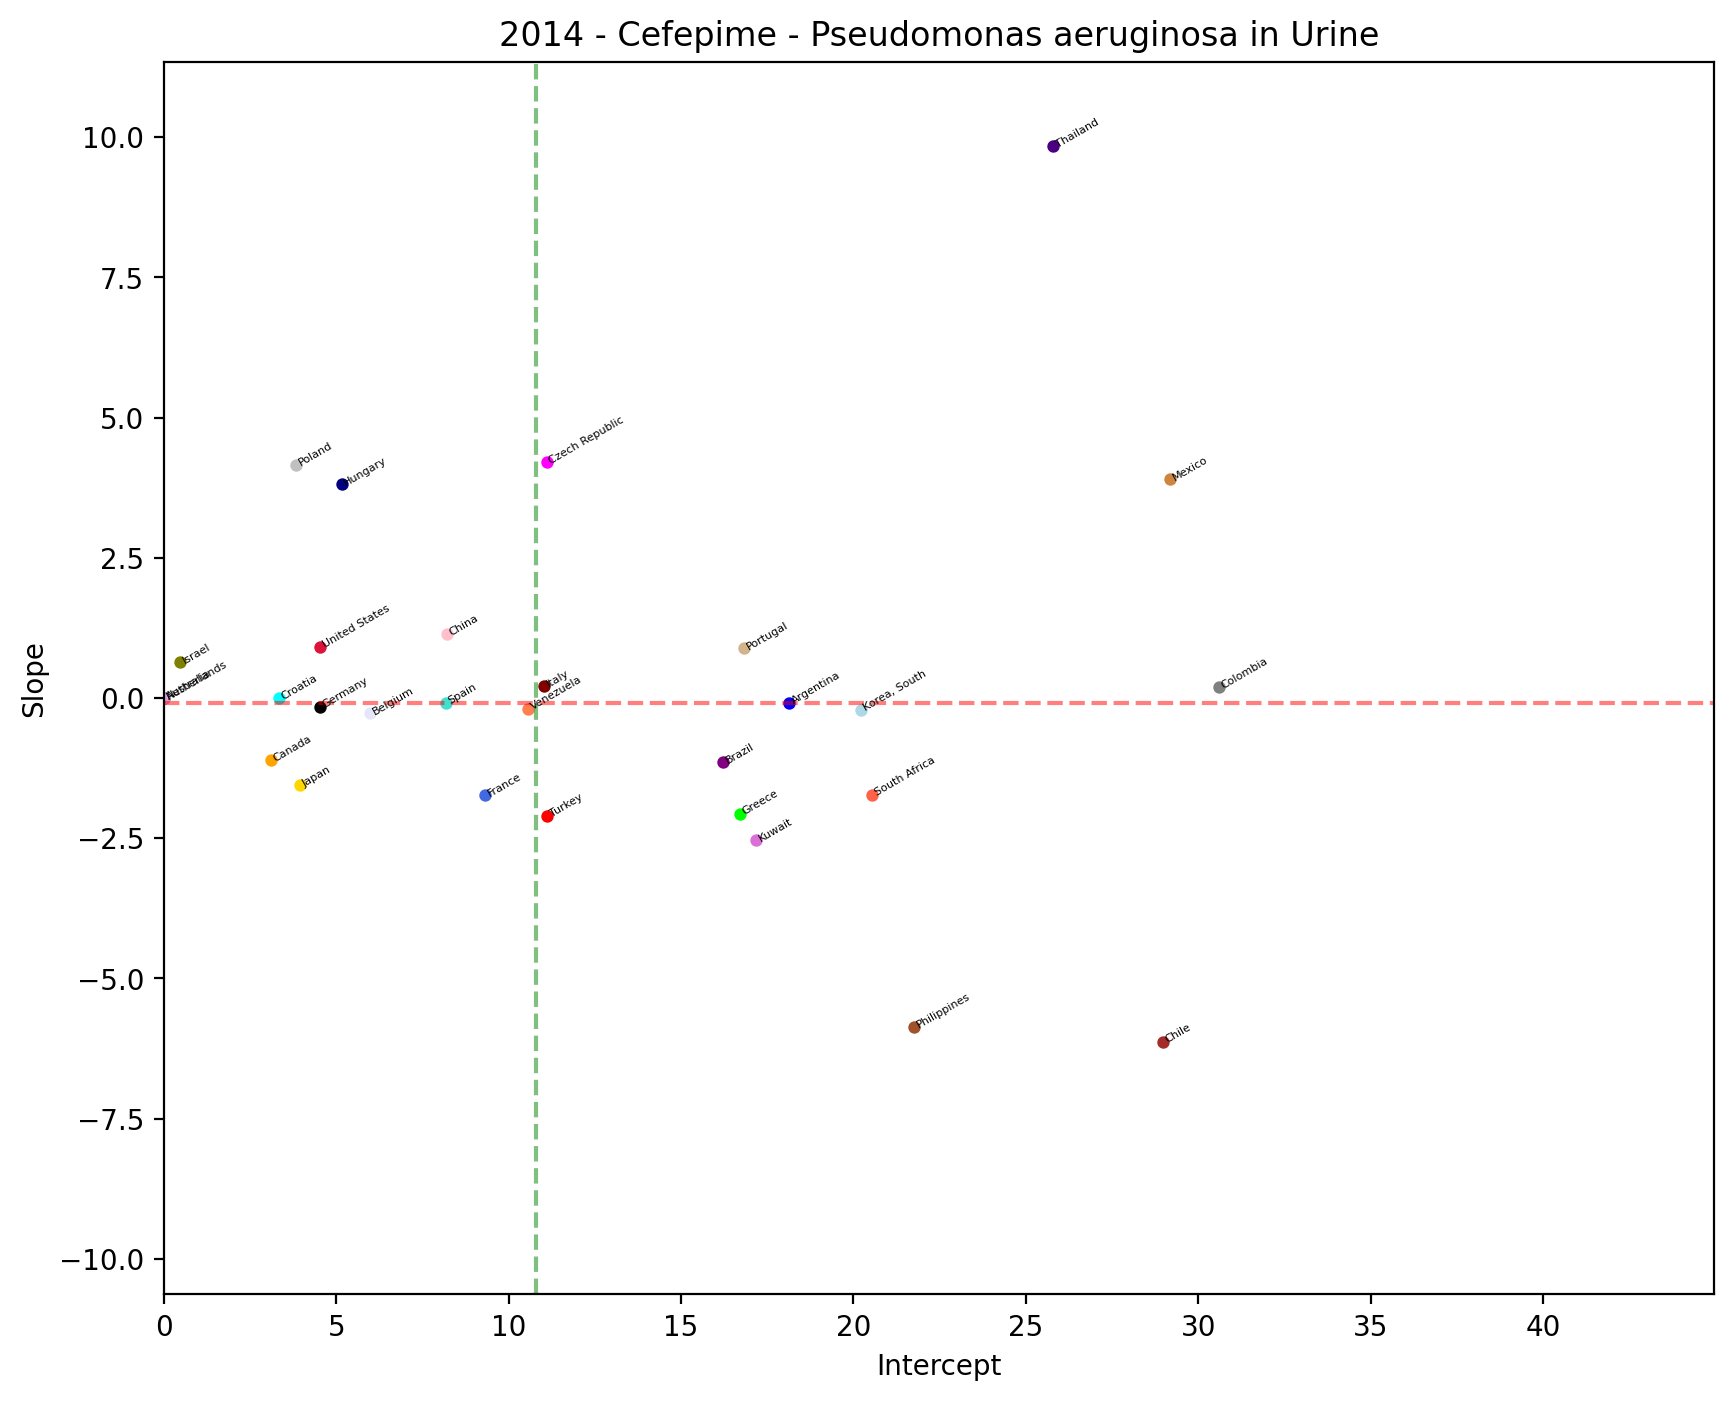 2014 - Cefepime - Pseudomonas aeruginosa in Urine
10.0
7.5
5.0
2.5
0.0
−2.5
−5.0
−7.5
−10.0
Slope
Thailand
Czech Republic
Poland
Hungary
Mexico
United States
China
Portugal
Israel
Netherlands
Australia
Croatia
Germany
Belgium
Spain
Italy
Venezuela
Argentina
Korea, South
Colombia
Canada
Japan
France
Turkey
Brazil
Greece
Kuwait
South Africa
Philippines
Chile
0
5
10
15
20
25
30
35
40
Intercept